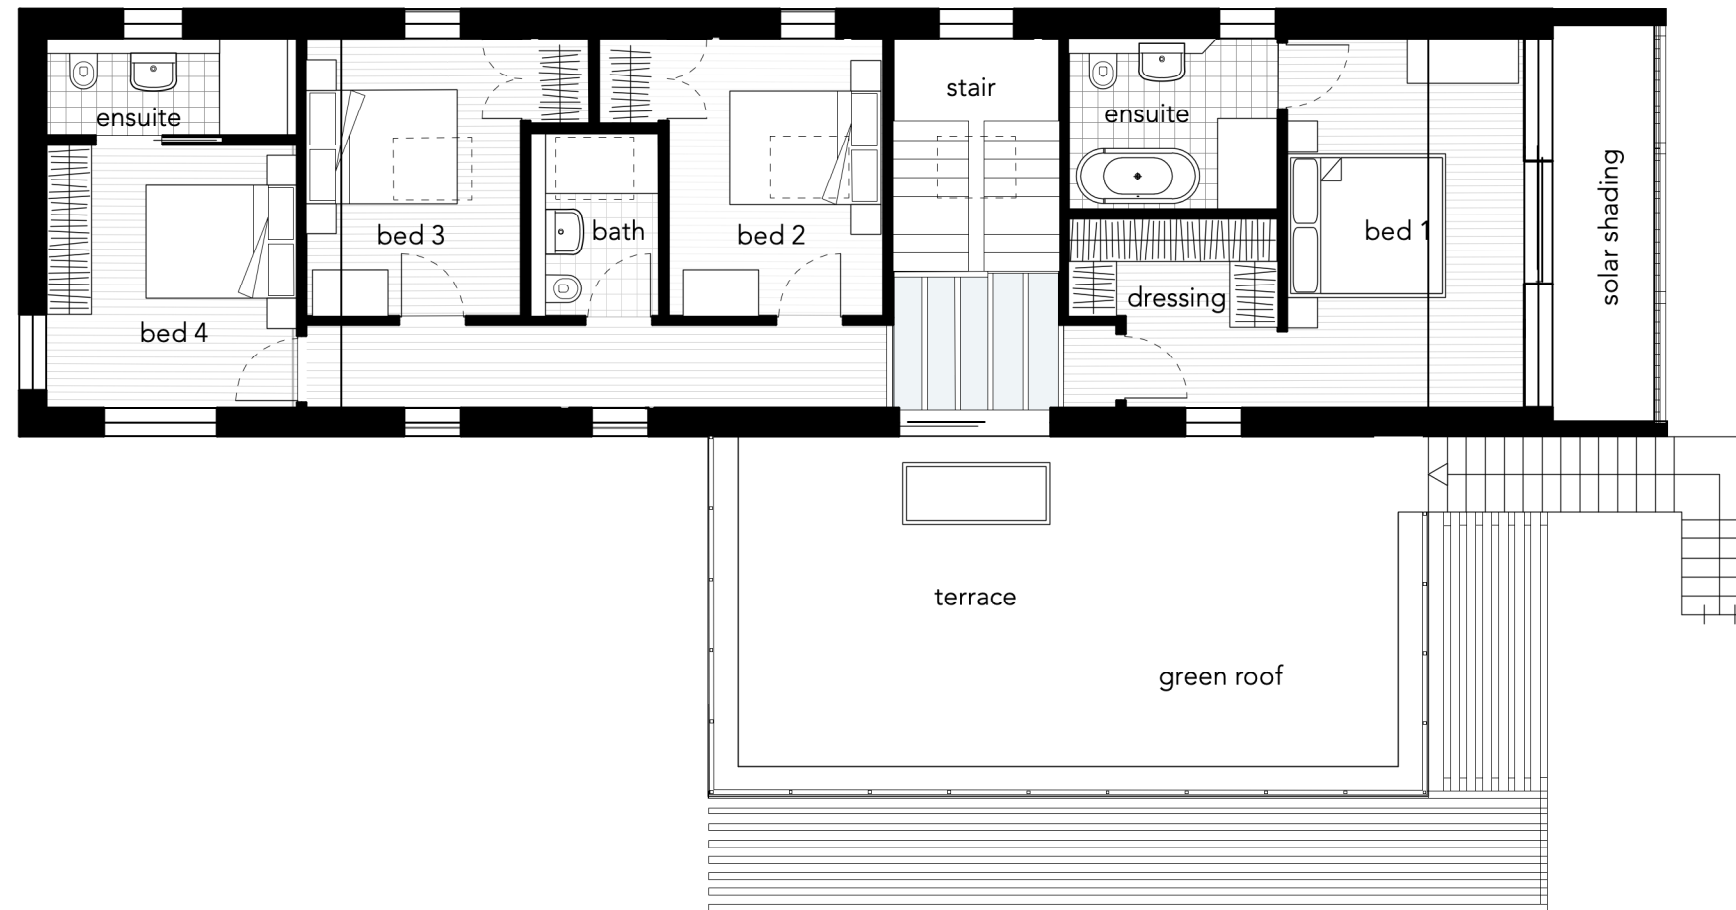 ensuite
bed 3
bath
bed 2
stair
ensuite
bed 1
solar shading
bed 4
dressing
terrace
green roof